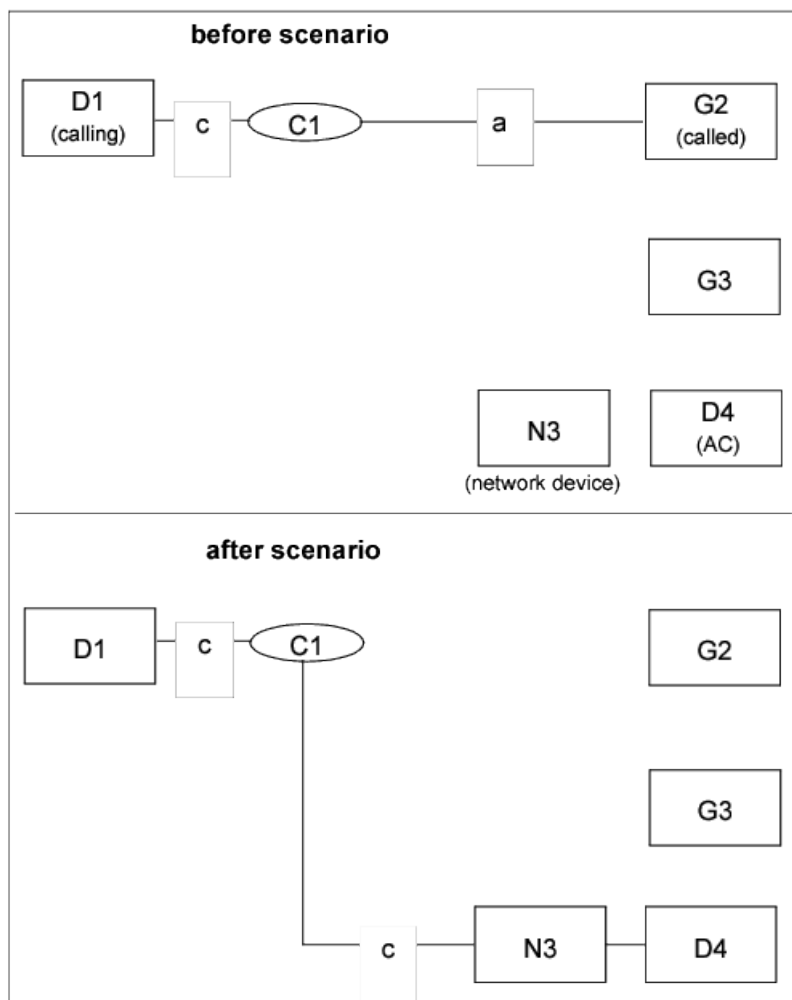 before scenario
D1
(calling)
c
C1
a
G2
(called)
G3
N3
(network device)
D4
(AC)
after scenario
D1
c
C1
G2
G3
c
N3
D4